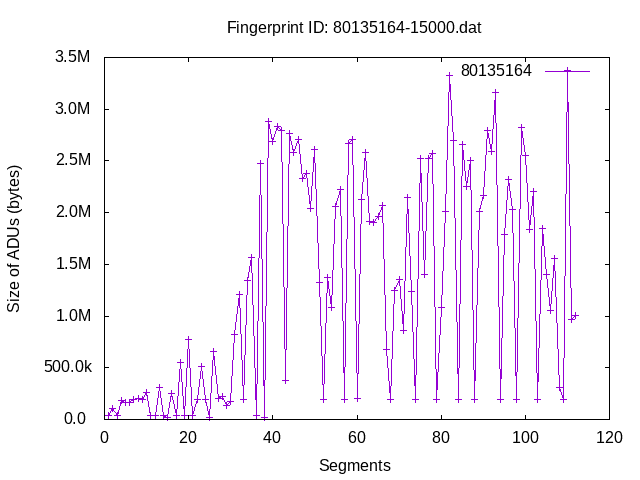 Fingerprint ID: 80135164-15000.dat
3.5M
80135164
3.0M
2.5M
2.0M
1.5M
1.0M
500.0k
0.0
Size of ADUs (bytes)
0 20 40 60 80 100 120
Segments